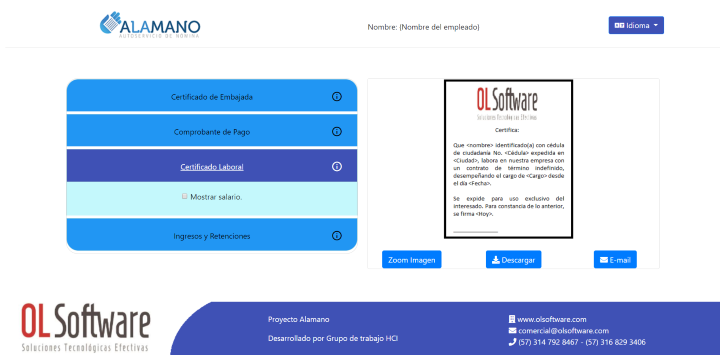 ALAMANO
AUTOSERVICIO DE NÓMINA
Nombre: (Nombre del empleado)
Idioma
Certificado de Embajada
Comprobante de Pago
Certificado Laboral
Mostrar salario.
Ingresos y Retenciones
OLSoftware
Soluciones Tecnológicas Efectivas
Certifica:
Que <nombre> identificado(a) con cédula
de ciudadanía No. <Cédula> expedida en
<Ciudad>, labora en nuestra empresa con
un contrato de término indefinido,
desempeñando el cargo de <Cargo> desde
el día <Fecha>.
Se expide para uso exclusivo del
interesado. Para constancia de lo anterior,
se firma <Hoy>.
Zoom Imagen
Descargar
E-mail
OLSoftware
Soluciones Tecnológicas Efectivas
Proyecto Alamano
Desarrollado por Grupo de trabajo HCI
www.olsoftware.com
comercial@olsoftware.com
(57) 314 792 8467 - (57) 316 829 3406